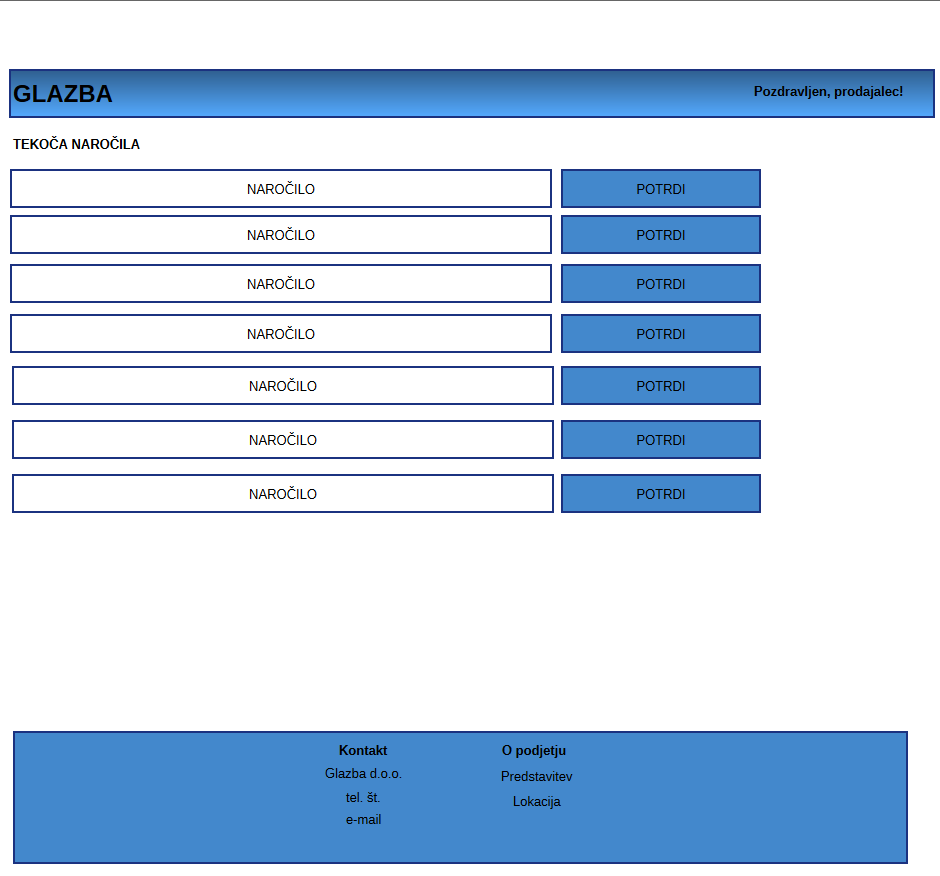 GLAZBA
Pozdravljen, prodajalec!
TEKOČA NAROČILA
NAROČILO POTRDI
NAROČILO POTRDI
NAROČILO POTRDI
NAROČILO POTRDI
NAROČILO POTRDI
NAROČILO POTRDI
NAROČILO POTRDI
Kontakt
Glazba d.o.o.
tel. št.
e-mail
O podjetju
Predstavitev
Lokacija